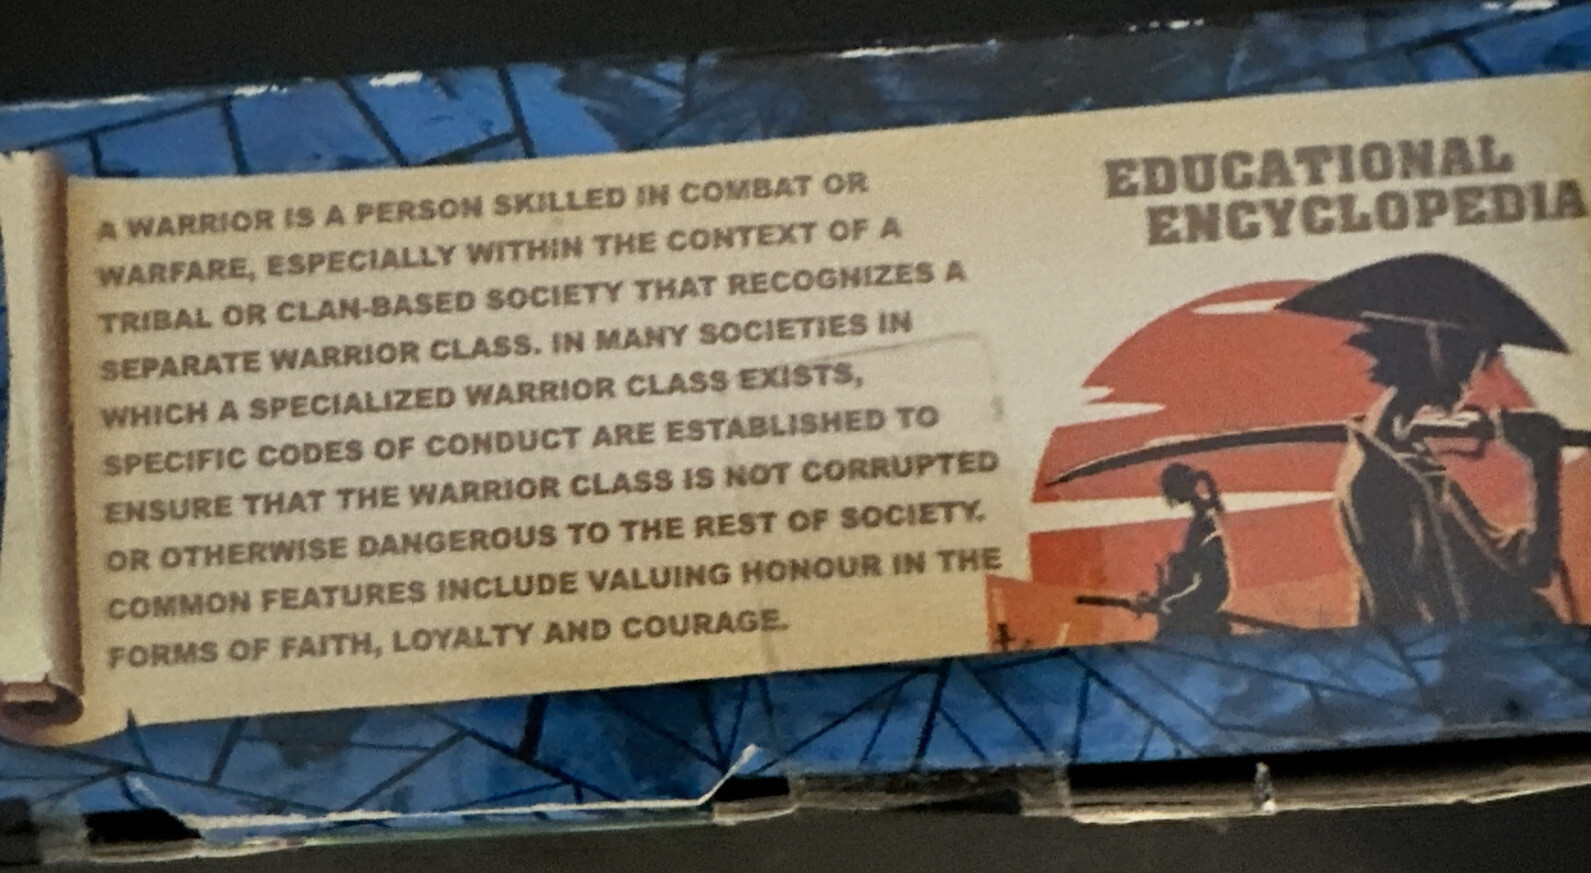 A WARRIOR IS A PERSON SKILLED IN COMBAT OR
WARFARE, ESPECIALLY WITHIN THE CONTEXT OF A
TRIBAL OR CLAN-BASED SOCIETY THAT RECOGNIZES A
SEPARATE WARRIOR CLASS. IN MANY SOCIETIES IN
WHICH A SPECIALIZED WARRIOR CLASS EXISTS,
SPECIFIC CODES OF CONDUCT ARE ESTABLISHED TO
ENSURE THAT THE WARRIOR CLASS IS NOT CORRUPTED
OR OTHERWISE DANGEROUS TO THE REST OF SOCIETY.
COMMON FEATURES INCLUDE VALUING HONOUR IN THE
FORMS OF FAITH, LOYALTY AND COURAGE.
EDUCATIONAL
ENCYCLOPEDIA